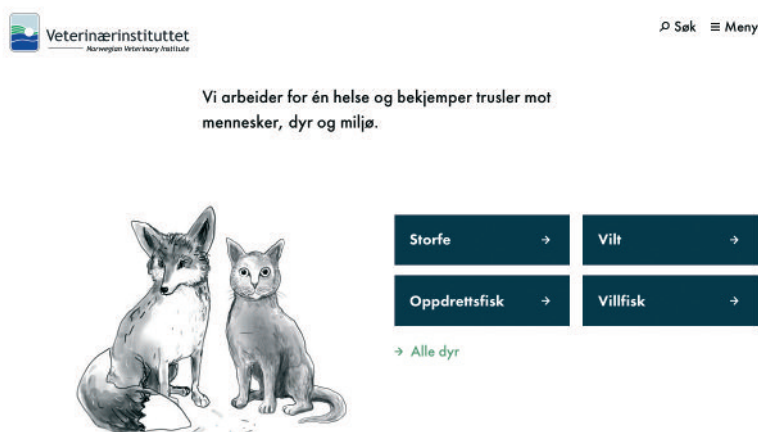 Veterinærinstituttet
Norwegian Veterinary Institute
Søk
Meny
Vi arbeider for én helse og bekjemper trusler mot
mennesker, dyr og miljø.
Storfe
Vilt
Oppdrettsfisk
Villfisk
Alle dyr